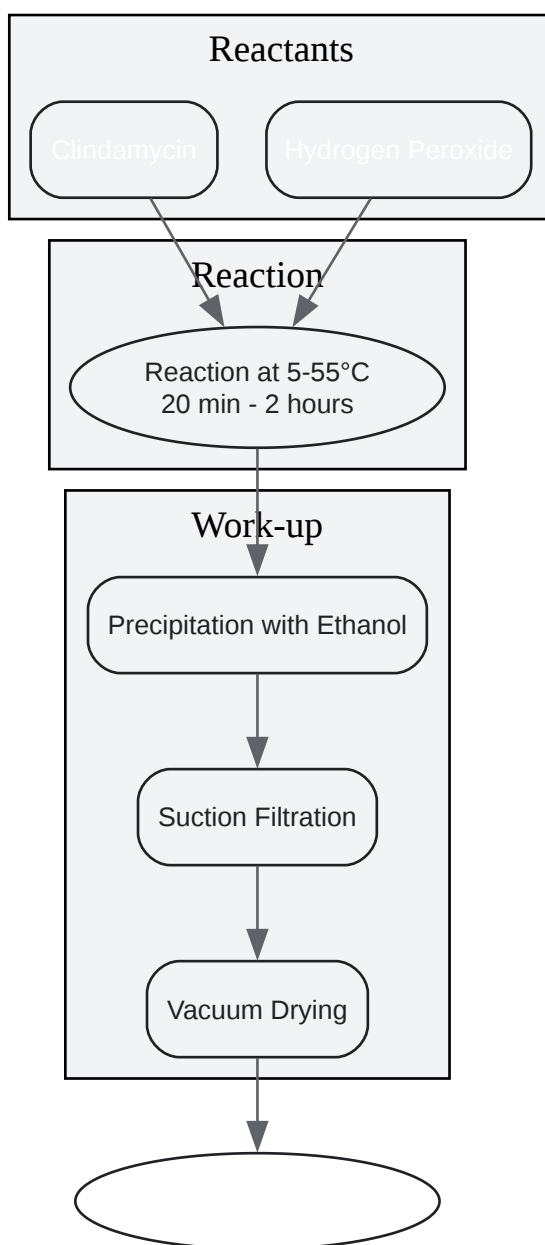 Reactants
Clindamycin
Hydrogen Peroxide
Reaction
Reaction at 5-55°C
20 min - 2 hours
Work-up
Precipitation with Ethanol
Suction Filtration
Vacuum Drying